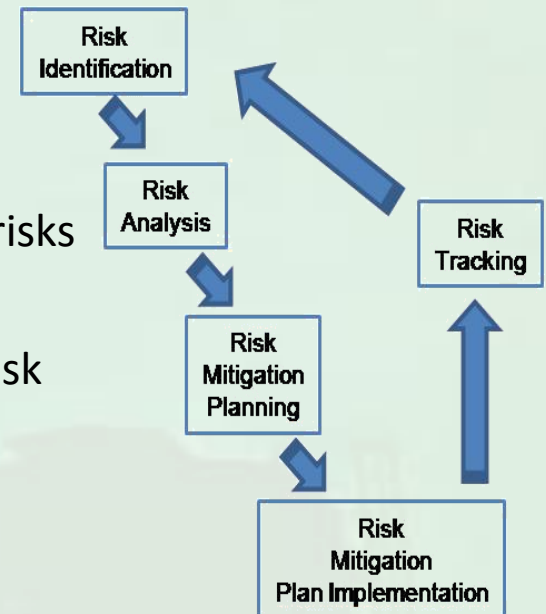 Risk
Identification
Risk
Analysis
risks
Risk
Tracking
Risk
Mitigation
Planning
sk
Risk
Mitigation
Plan Implementation